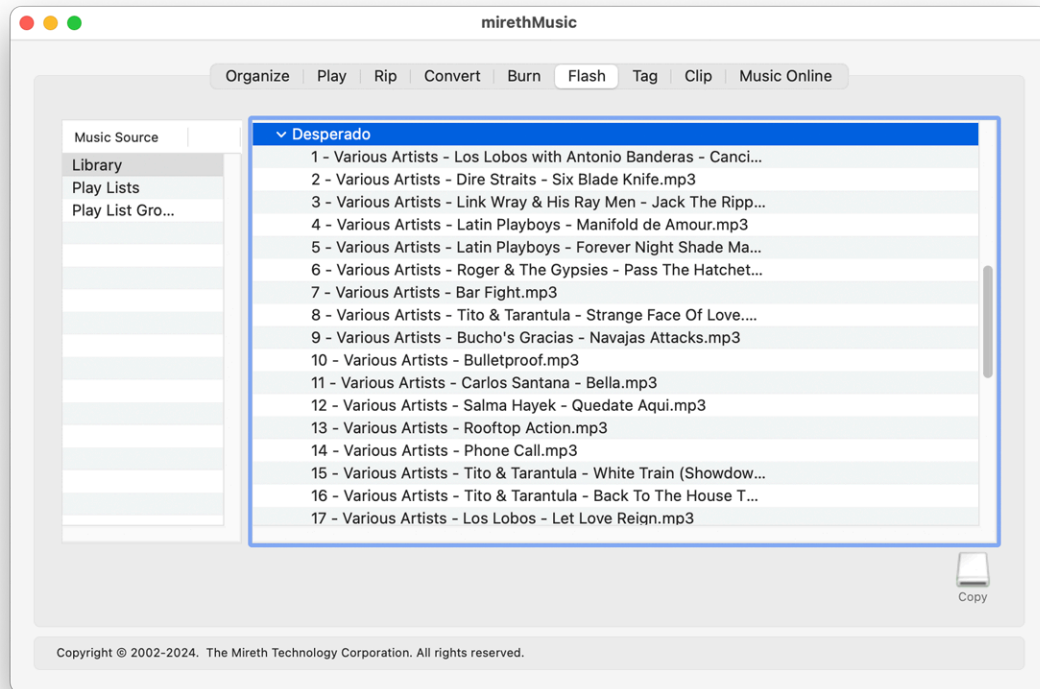 mirethMusic
Organize Play Rip Convert Burn Flash Tag Clip Music Online
Music Source
Library
Play Lists
Play List Gro...
Desperado
1 - Various Artists - Los Lobos with Antonio Banderas - Canci...
2 - Various Artists - Dire Straits - Six Blade Knife.mp3
3 - Various Artists - Link Wray & His Ray Men - Jack The Ripp...
4 - Various Artists - Latin Playboys - Manifold de Amour.mp3
5 - Various Artists - Latin Playboys - Forever Night Shade Ma...
6 - Various Artists - Roger & The Gypsies - Pass The Hatchet...
7 - Various Artists - Bar Fight.mp3
8 - Various Artists - Tito & Tarantula - Strange Face Of Love....
9 - Various Artists - Bucho's Gracias - Navajas Attacks.mp3
10 - Various Artists - Bulletproof.mp3
11 - Various Artists - Carlos Santana - Bella.mp3
12 - Various Artists - Salma Hayek - Quedate Aqui.mp3
13 - Various Artists - Rooftop Action.mp3
14 - Various Artists - Phone Call.mp3
15 - Various Artists - Tito & Tarantula - White Train (Showdow...
16 - Various Artists - Tito & Tarantula - Back To The House T...
17 - Various Artists - Los Lobos - Let Love Reign.mp3
Copy
Copyright © 2002-2024. The Mireth Technology Corporation. All rights reserved.